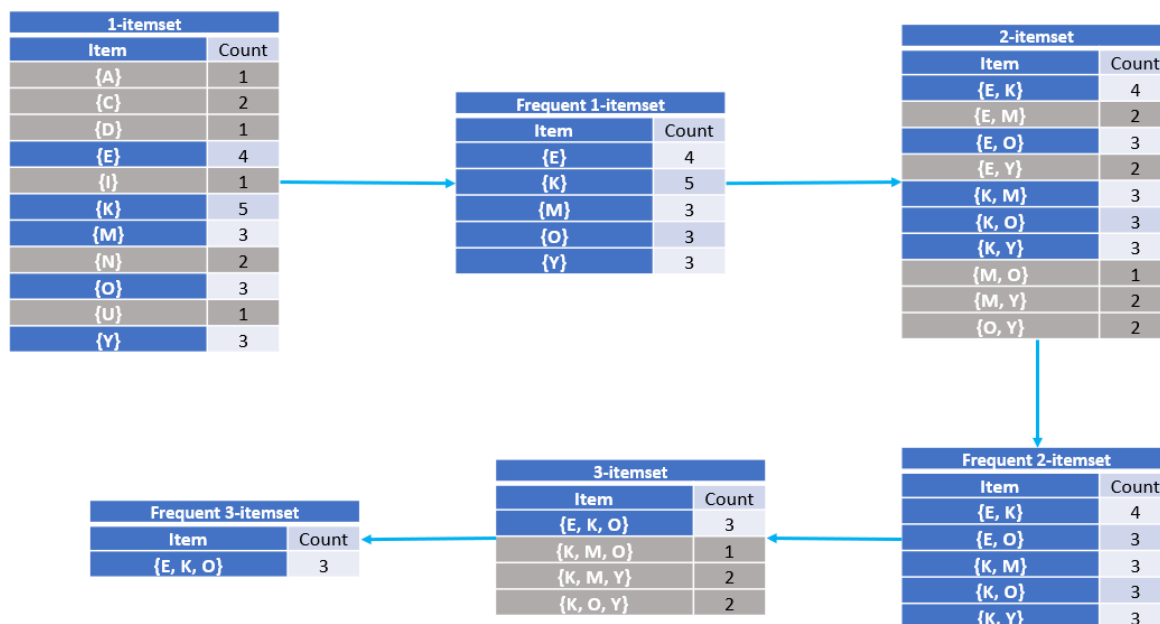 1-itemset
Item Count
{A} 1
{C} 2
{D} 1
{E} 4
{I} 1
{K} 5
{M} 3
{N} 2
{O} 3
{U} 1
{Y} 3
Frequent 1-itemset
Item Count
{E} 4
{K} 5
{M} 3
{O} 3
{Y} 3
2-itemset
Item Count
{E, K} 4
{E, M} 2
{E, O} 3
{E, Y} 2
{K, M} 3
{K, O} 3
{K, Y} 3
{M, O} 1
{M, Y} 2
{O, Y} 2
Frequent 2-itemset
Item Count
{E, K} 4
{E, O} 3
{K, M} 3
{K, O} 3
{K, Y} 3
3-itemset
Item Count
{E, K, O} 3
{K, M, O} 1
{K, M, Y} 2
{K, O, Y} 2
Frequent 3-itemset
Item Count
{E, K, O} 3